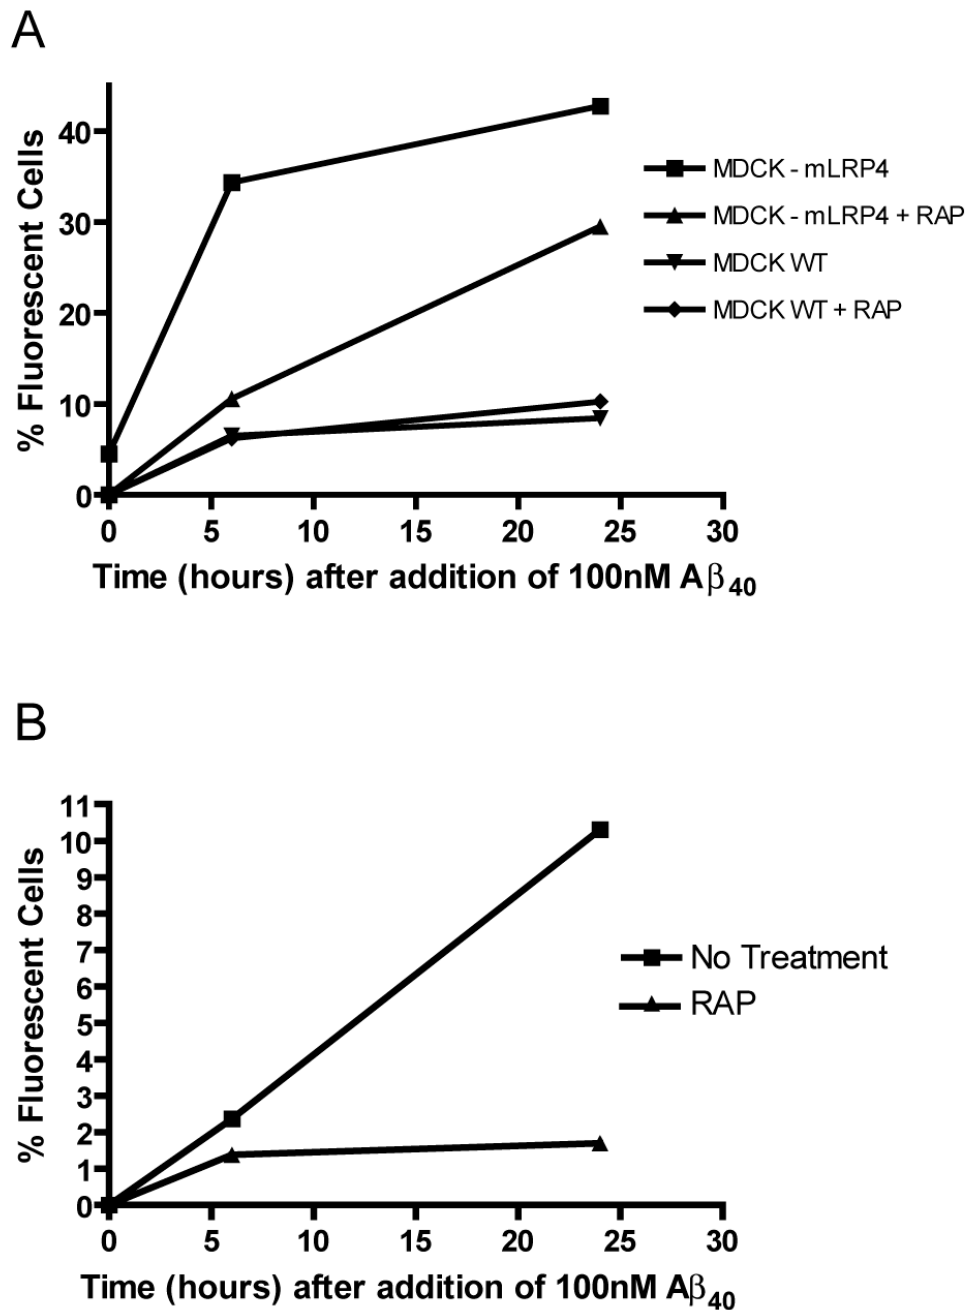 A
% Fluorescent Cells
40
30
20
10
0
0 5 10 15 20 25 30
Time (hours) after addition of 100nM Aβ40
MDCK - mLRP4
MDCK - mLRP4 + RAP
MDCK WT
MDCK WT + RAP
B
% Fluorescent Cells
11
10
9
8
7
6
5
4
3
2
1
0
0 5 10 15 20 25 30
Time (hours) after addition of 100nM Aβ40
No Treatment
RAP